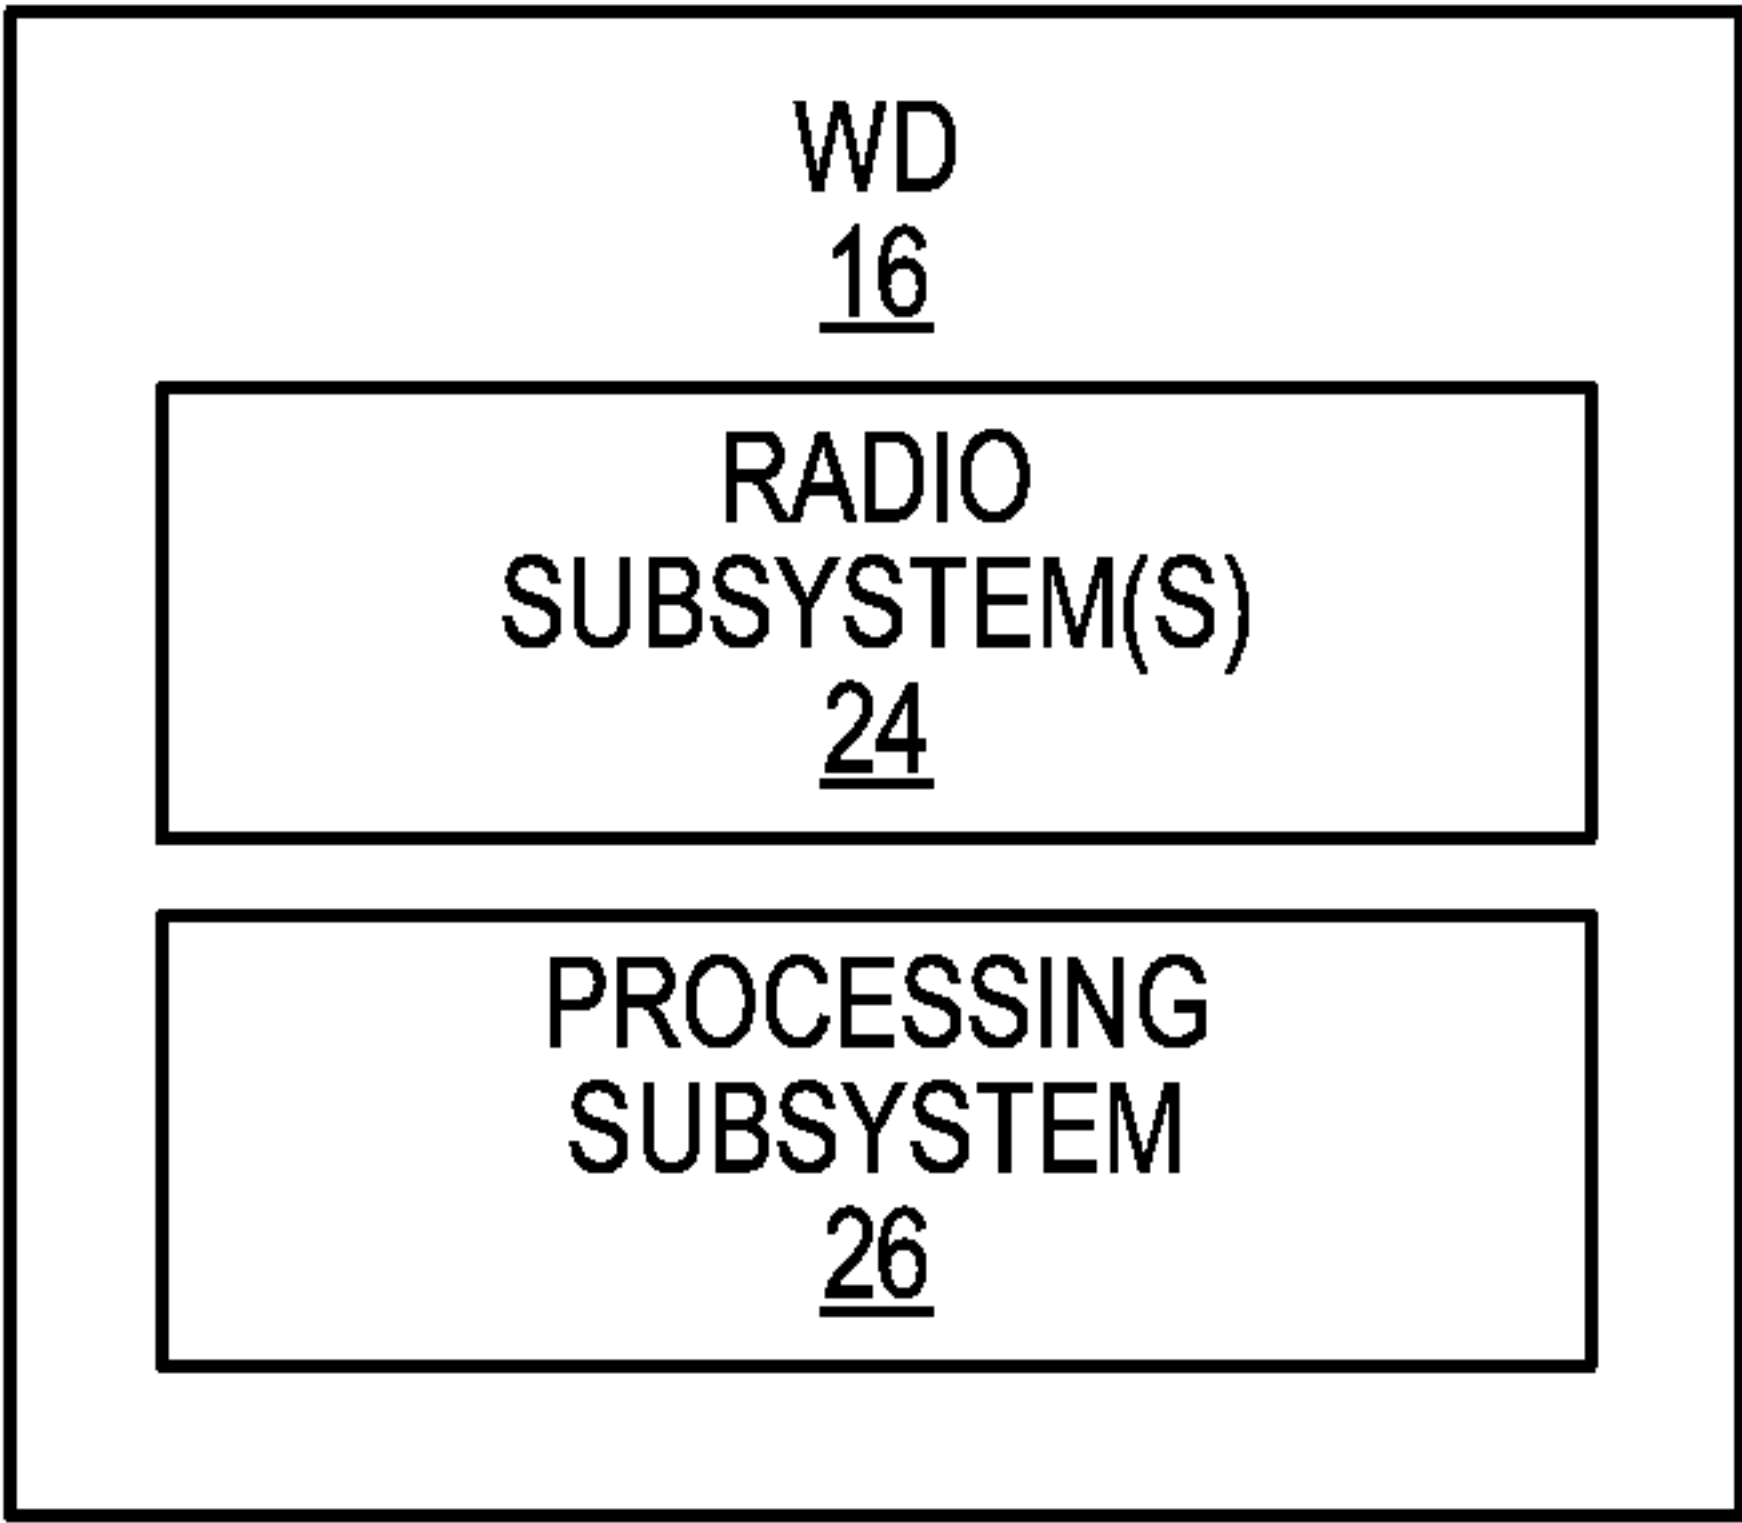 WD
16
RADIO
SUBSYSTEM(S)
24
PROCESSING
SUBSYSTEM
26